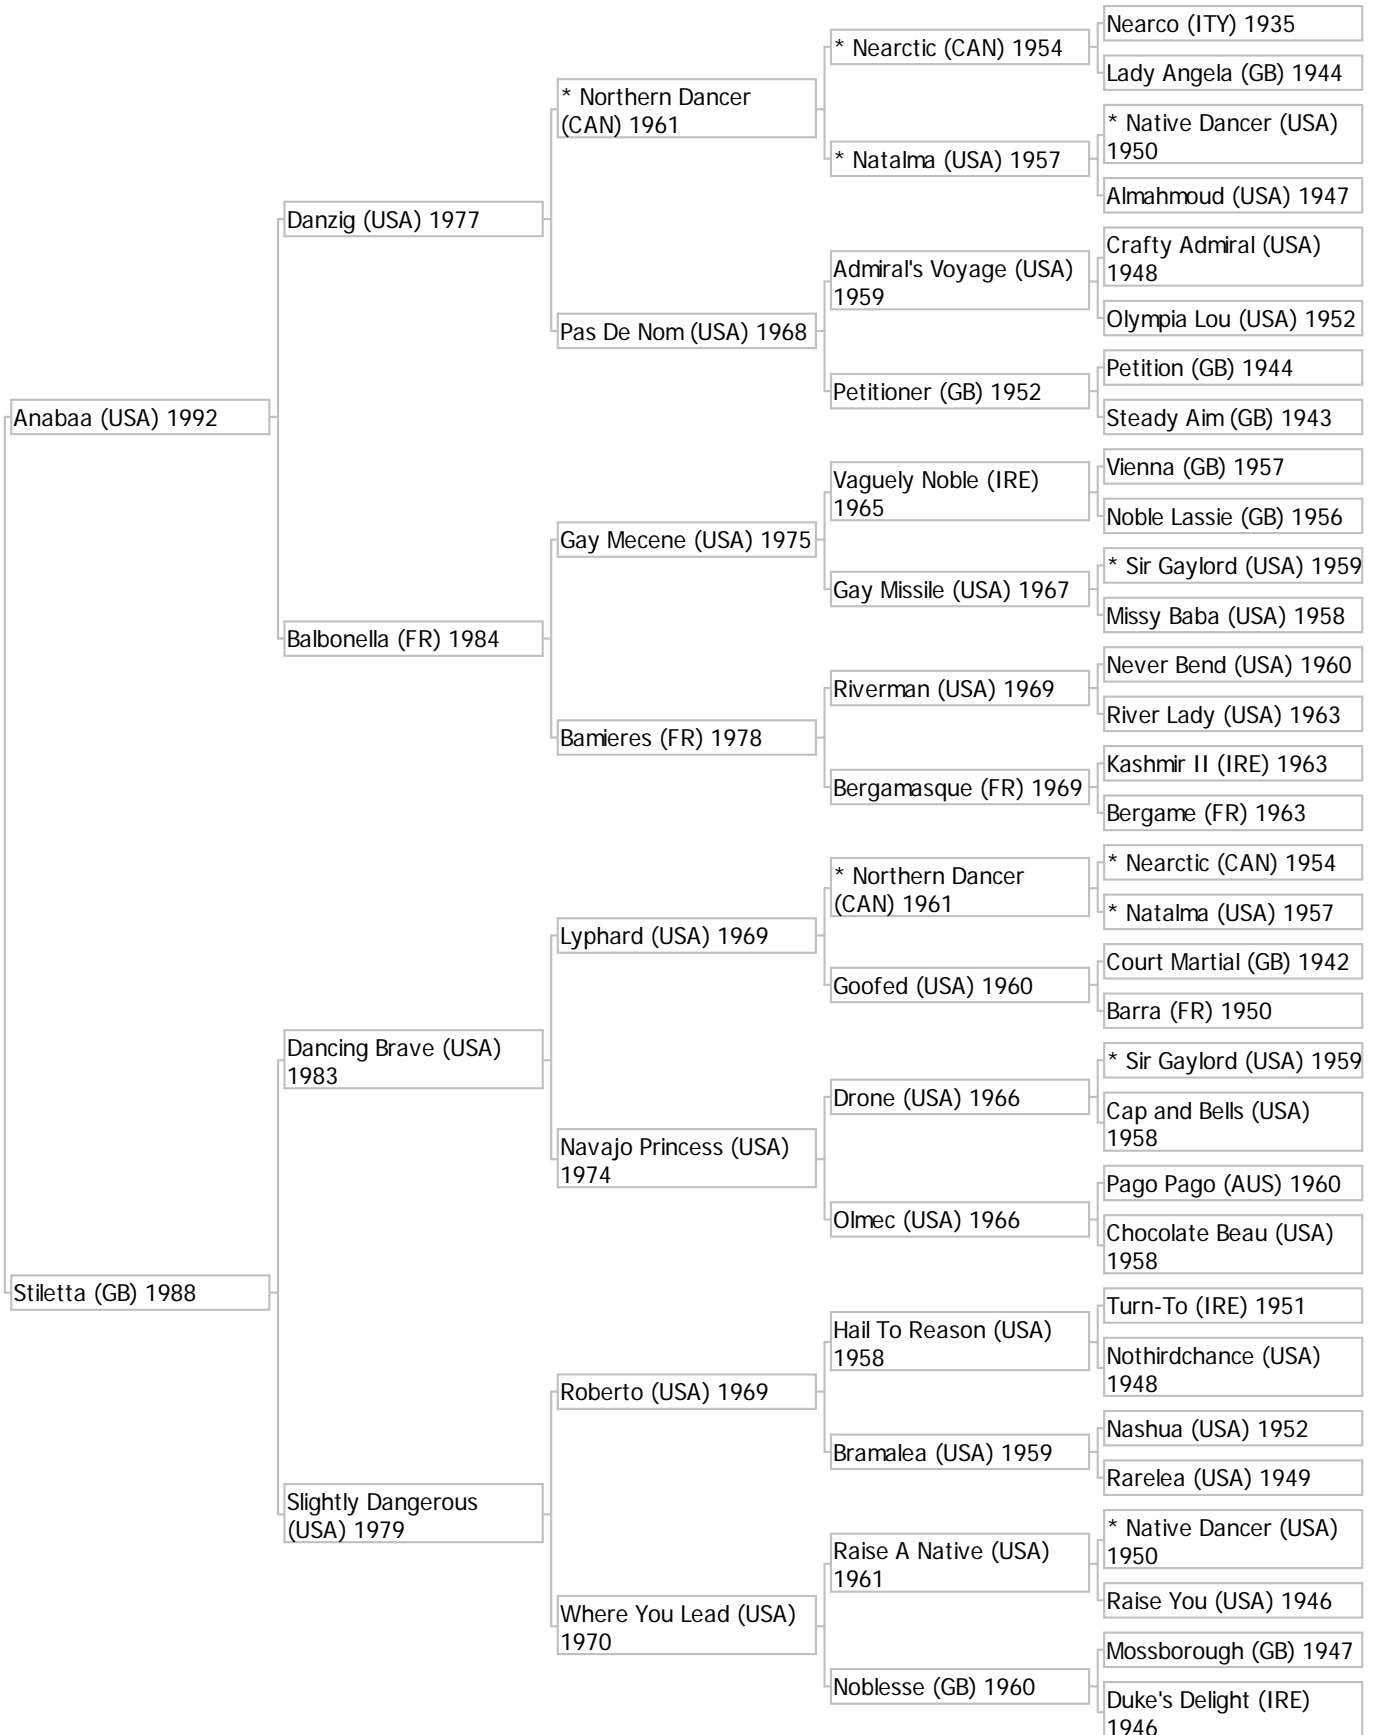 Nearco (ITY) 1935
* Nearctic (CAN) 1954
Lady Angela (GB) 1944
* Northern Dancer
(CAN) 1961
* Native Dancer (USA)
1950
* Natalma (USA) 1957
Almahmoud (USA) 1947
Danzig (USA) 1977
Crafty Admiral (USA)
1948
Admiral's Voyage (USA)
1959
Olympia Lou (USA) 1952
Pas De Nom (USA) 1968
Petition (GB) 1944
Petitioner (GB) 1952
Steady Aim (GB) 1943
Anabaa (USA) 1992
Vienna (GB) 1957
Vaguely Noble (IRE)
1965
Noble Lassie (GB) 1956
Gay Mecene (USA) 1975
* Sir Gaylord (USA) 1959
Gay Missile (USA) 1967
Missy Baba (USA) 1958
Balbonella (FR) 1984
Never Bend (USA) 1960
Riverman (USA) 1969
River Lady (USA) 1963
Bamieres (FR) 1978
Kashmir II (IRE) 1963
Bergamasque (FR) 1969
Bergame (FR) 1963
* Nearctic (CAN) 1954
* Northern Dancer
(CAN) 1961
* Natalma (USA) 1957
Lyphard (USA) 1969
Court Martial (GB) 1942
Goofed (USA) 1960
Barra (FR) 1950
Dancing Brave (USA)
1983
* Sir Gaylord (USA) 1959
Drone (USA) 1966
Cap and Bells (USA)
1958
Navajo Princess (USA)
1974
Pago Pago (AUS) 1960
Olmec (USA) 1966
Chocolate Beau (USA)
1958
Stiletta (GB) 1988
Turn-To (IRE) 1951
Hail To Reason (USA)
1958
Nothirdchance (USA)
1948
Roberto (USA) 1969
Nashua (USA) 1952
Bramalea (USA) 1959
Rarelea (USA) 1949
Slightly Dangerous
(USA) 1979
* Native Dancer (USA)
1950
Raise A Native (USA)
1961
Raise You (USA) 1946
Where You Lead (USA)
1970
Mossborough (GB) 1947
Noblesse (GB) 1960
Duke's Delight (IRE)
1946